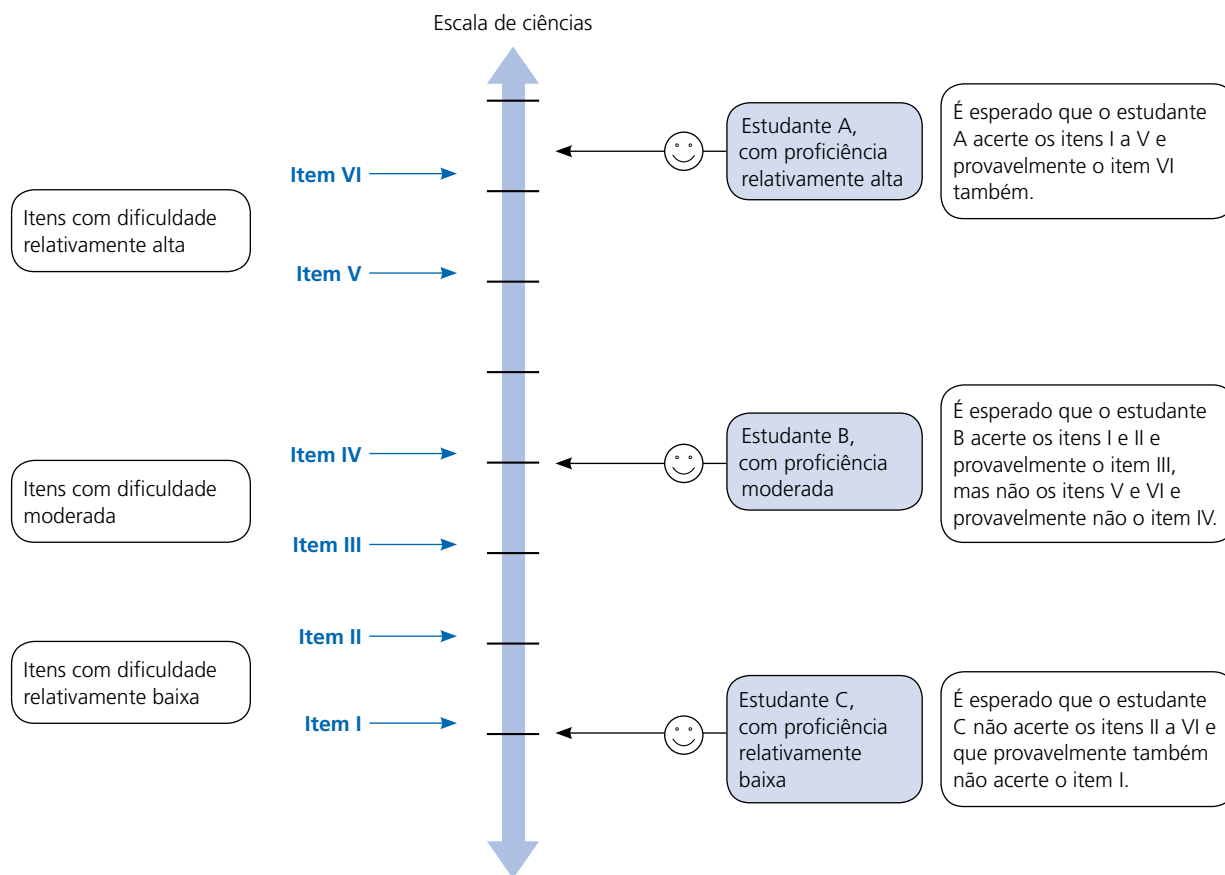 Escala de ciências
Itens com dificuldade
relativamente alta
Item VI
Item V
Estudante A,
com proficiência
relativamente alta
É esperado que o estudante
A acerte os itens I a V e
provavelmente o item VI
também.
Itens com dificuldade
moderada
Item IV
Item III
Estudante B,
com proficiência
moderada
É esperado que o estudante
B acerte os itens I e II e
provavelmente o item III,
mas não os itens V e VI e
provavelmente não o item IV.
Itens com dificuldade
relativamente baixa
Item II
Item I
Estudante C,
com proficiência
relativamente
baixa
É esperado que o estudante
C não acerte os itens II a VI e
que provavelmente também
não acerte o item I.